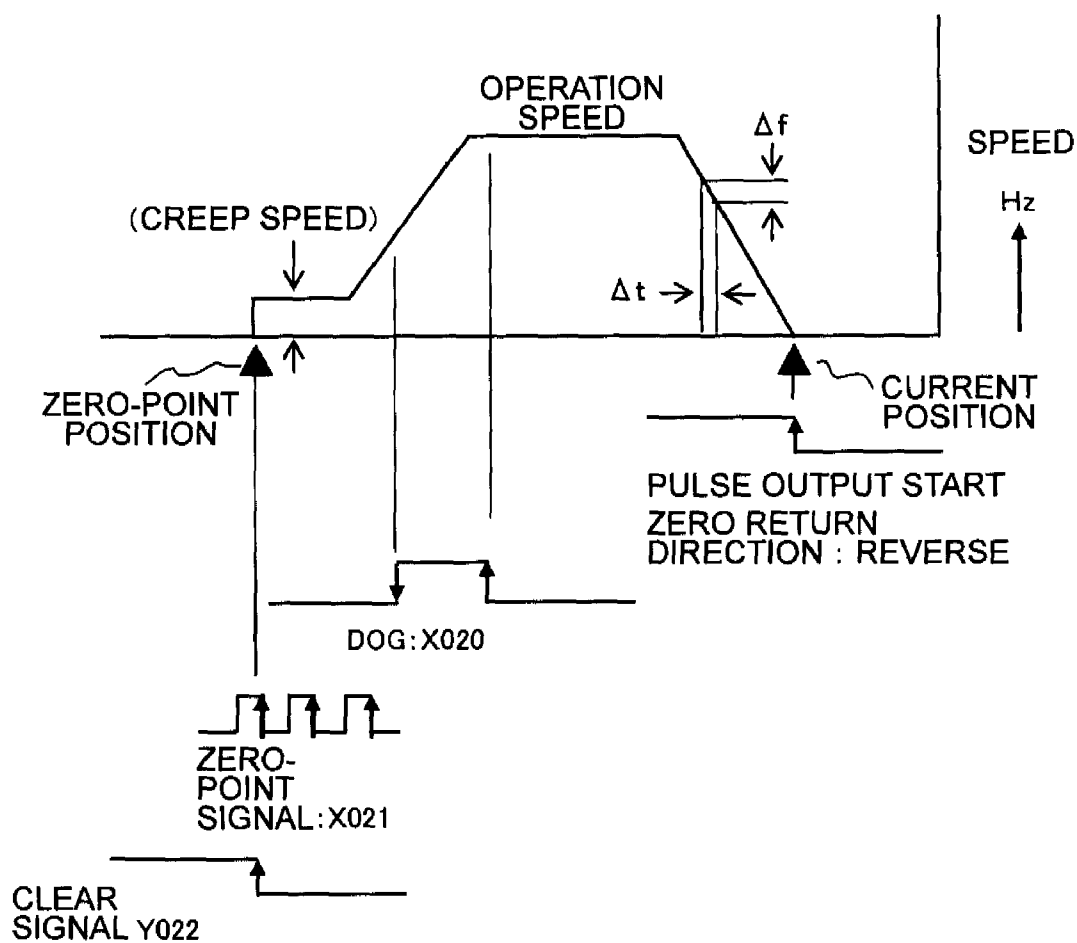 OPERATION
SPEED
Δf
SPEED
Hz
(CREEP SPEED)
Δt
ZERO-POINT
POSITION
CURRENT
POSITION
PULSE OUTPUT START
ZERO RETURN
DIRECTION : REVERSE
DOG:X020
ZERO-
POINT
SIGNAL:X021
CLEAR
SIGNAL Y022